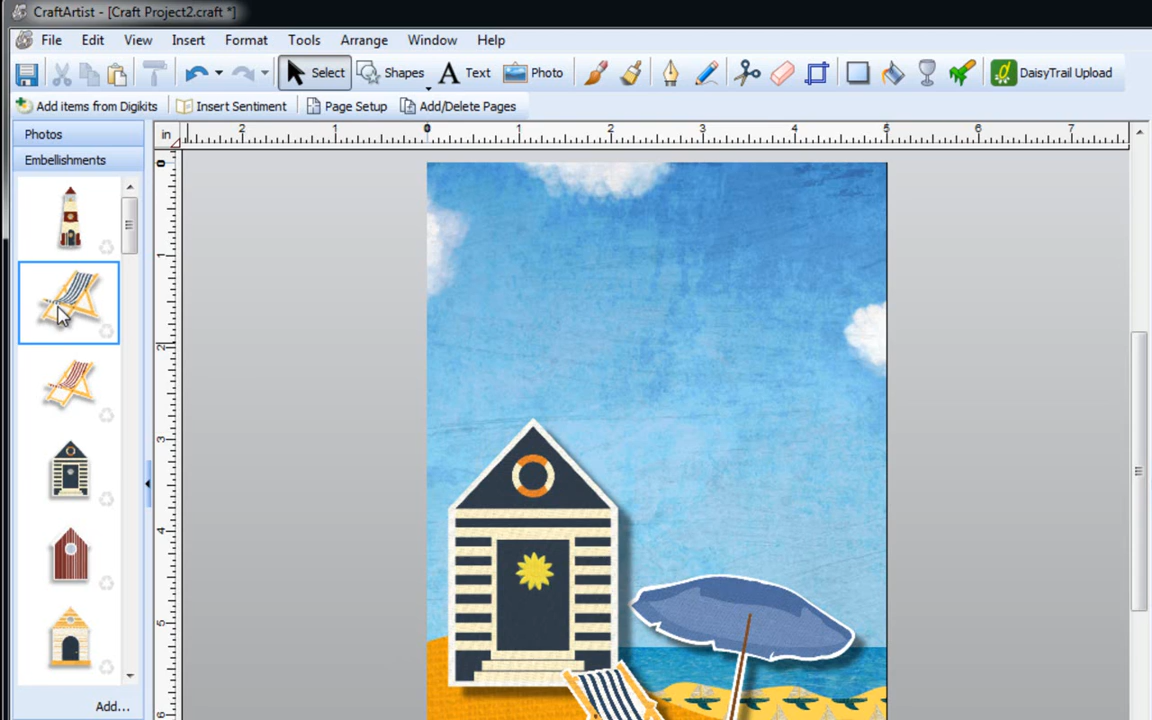 CraftArtist - [Craft Project2.craft *]
File Edit View Insert Format Tools Arrange Window Help
Select Shapes A Text Photo DaisyTrail Upload
Add items from Digikits Insert Sentiment Page Setup Add/Delete Pages
Photos
in 2 1 0 1 2 3 4 5 6 7
Embellishments
0
1
2
3
4
5
6
Add...